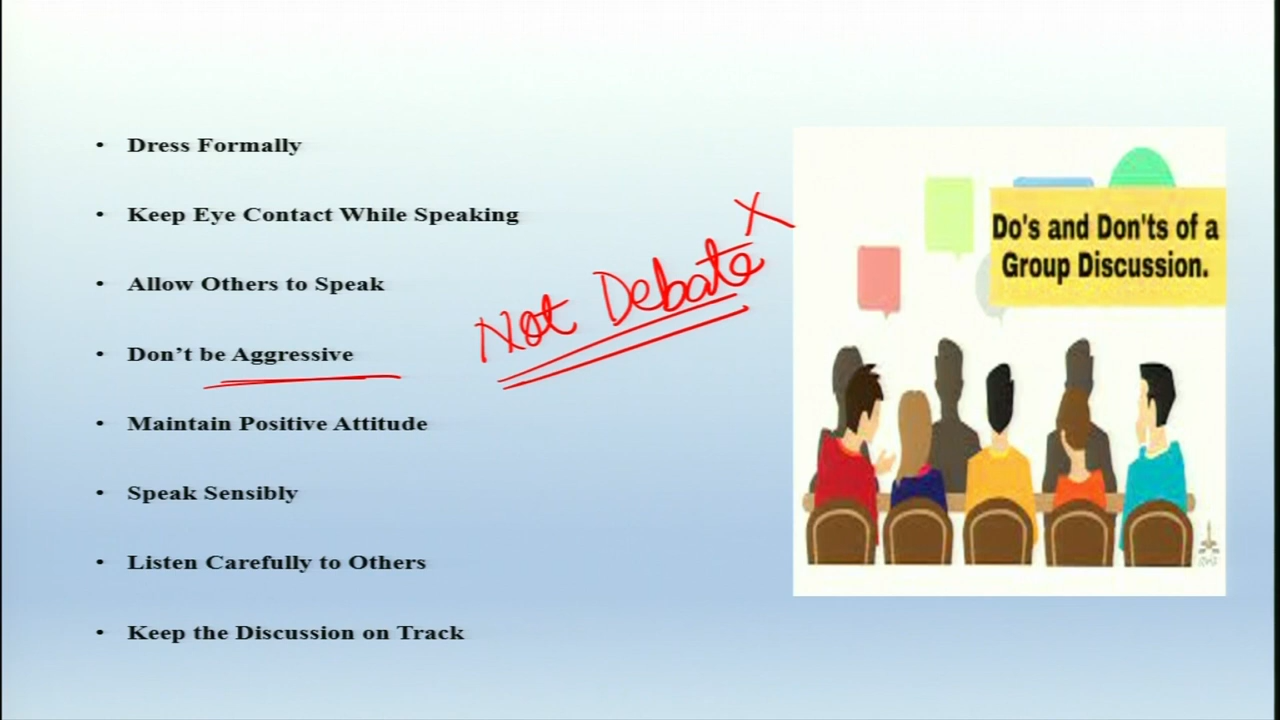 • Dress Formally
• Keep Eye Contact While Speaking
• Allow Others to Speak
• Don’t be Aggressive
• Maintain Positive Attitude
• Speak Sensibly
• Listen Carefully to Others
• Keep the Discussion on Track
Not Debate X
Do's and Don'ts of a
Group Discussion.